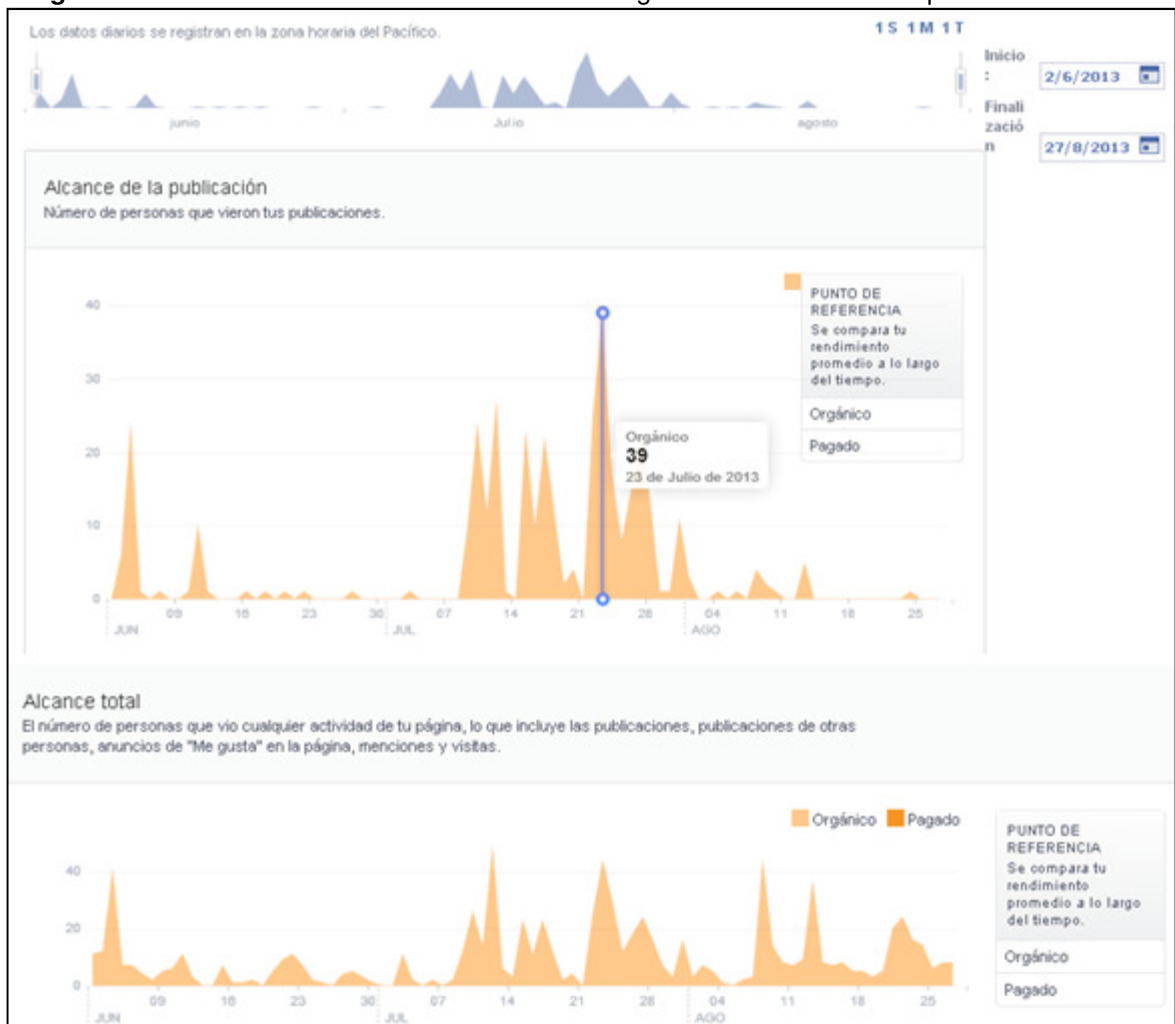 Los datos diarios se registran en la zona horaria del Pacífico.
1 S 1 M 1 T
Inicio
:
2/6/2013
Finali
zació
n
27/8/2013
junio
Julio
agosto
Alcance de la publicación
Número de personas que vieron tus publicaciones.
PUNTO DE
REFERENCIA
Se compara tu
rendimiento
promedio a lo largo
del tiempo.
Orgánico
Pagado
40
30
20
10
0
Orgánico
39
23 de Julio de 2013
09 16 23 30 07 14 21 28 04 11 18 25
JUN JUL AGO
Alcance total
El número de personas que vio cualquier actividad de tu página, lo que incluye las publicaciones, publicaciones de otras
personas, anuncios de "Me gusta" en la página, menciones y visitas.
Orgánico Pagado
PUNTO DE
REFERENCIA
Se compara tu
rendimiento
promedio a lo largo
del tiempo.
Orgánico
Pagado
40
20
0
09 16 23 30 07 14 21 28 04 11 18 25
JUN JUL AGO